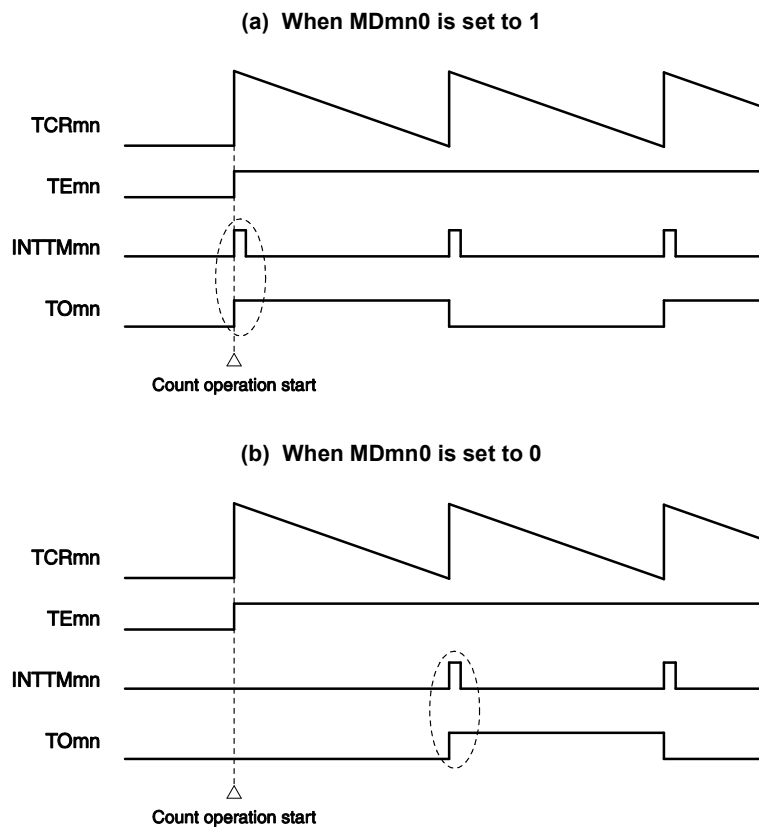 (a) When MDmn0 is set to 1
TCRmn
TEmn
INTTMmn
TOmn
Count operation start
(b) When MDmn0 is set to 0
TCRmn
TEmn
INTTMmn
TOmn
Count operation start